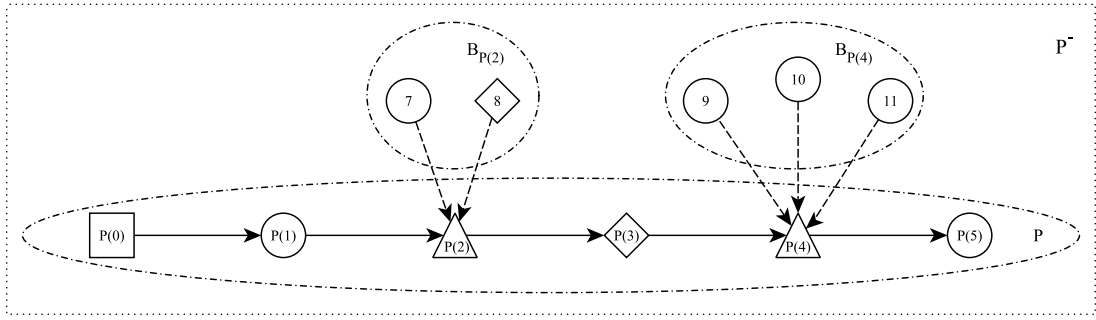 B_P(2)
B_P(4)
P⁻
7
8
9
10
11
P(0)
P(1)
P(2)
P(3)
P(4)
P(5)
P